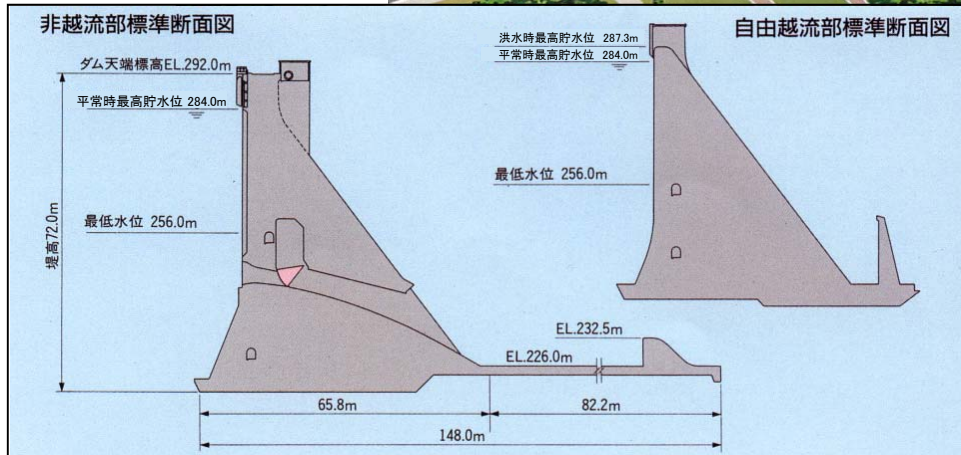 非越流部標準断面図
ダム天端標高EL.292.0m
平常時最高貯水位 284.0m
最低水位 256.0m
堤高72.0m
EL.232.5m
EL.226.0m
65.8m
82.2m
148.0m
自由越流部標準断面図
洪水時最高貯水位 287.3m
平常時最高貯水位 284.0m
最低水位 256.0m